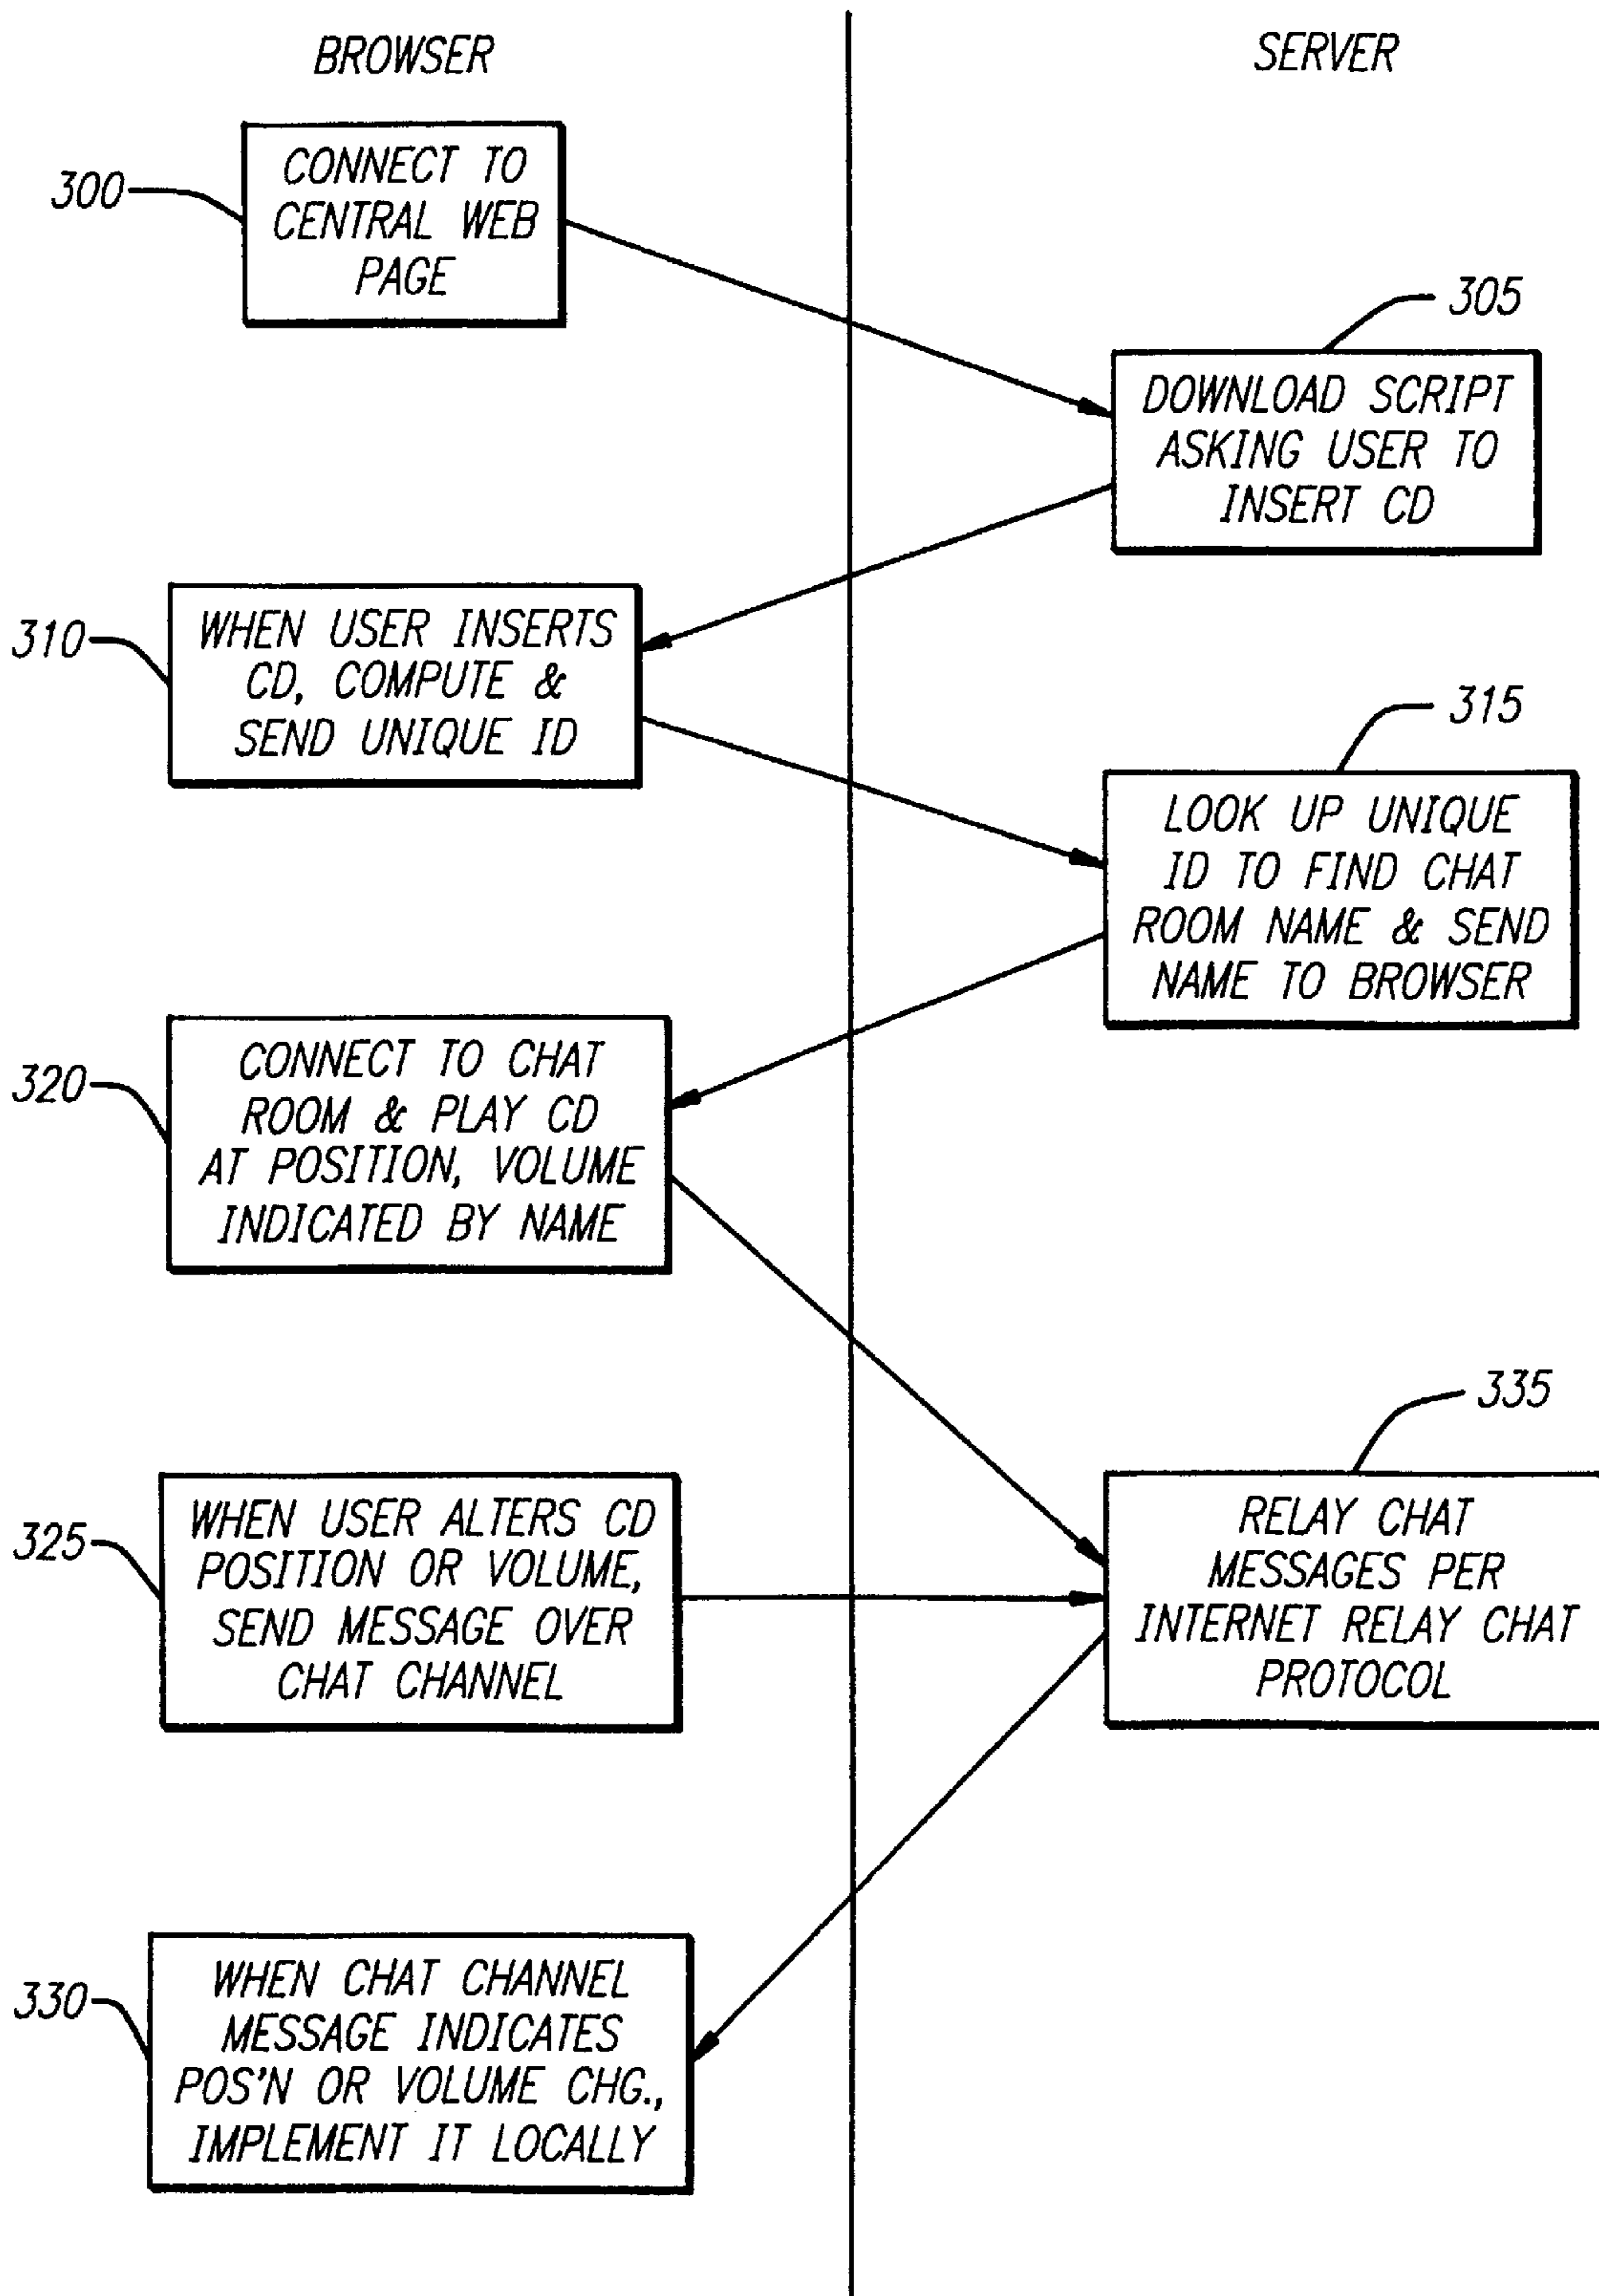 BROWSER
SERVER
300
CONNECT TO
CENTRAL WEB
PAGE
305
DOWNLOAD SCRIPT
ASKING USER TO
INSERT CD
310
WHEN USER INSERTS
CD, COMPUTE &
SEND UNIQUE ID
315
LOOK UP UNIQUE
ID TO FIND CHAT
ROOM NAME & SEND
NAME TO BROWSER
320
CONNECT TO CHAT
ROOM & PLAY CD
AT POSITION, VOLUME
INDICATED BY NAME
325
WHEN USER ALTERS CD
POSITION OR VOLUME,
SEND MESSAGE OVER
CHAT CHANNEL
335
RELAY CHAT
MESSAGES PER
INTERNET RELAY CHAT
PROTOCOL
330
WHEN CHAT CHANNEL
MESSAGE INDICATES
POS'N OR VOLUME CHG.,
IMPLEMENT IT LOCALLY